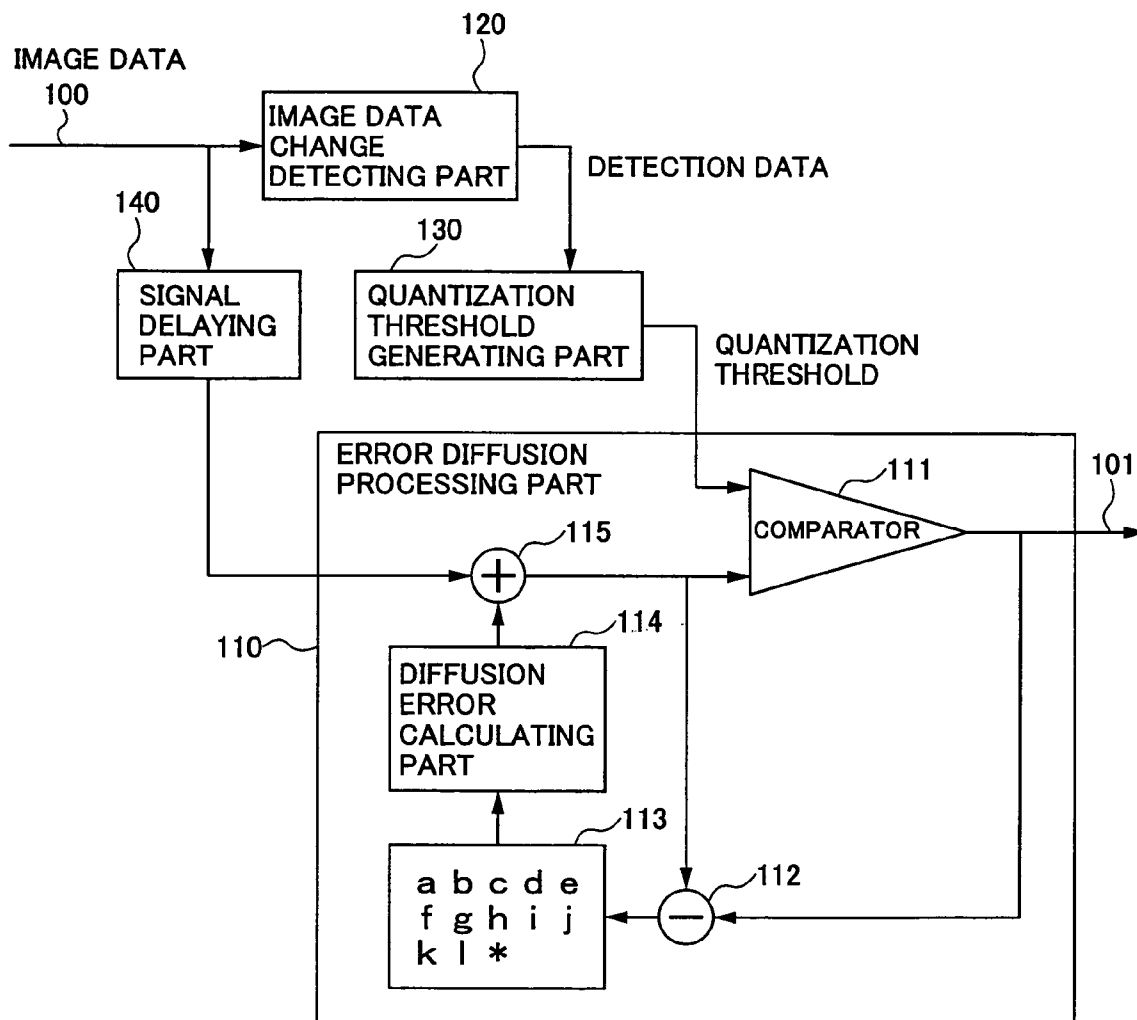 120
IMAGE DATA
100
IMAGE DATA
CHANGE
DETECTING PART
DETECTION DATA
140
130
SIGNAL
DELAYING
PART
QUANTIZATION
THRESHOLD
GENERATING PART
QUANTIZATION
THRESHOLD
ERROR DIFFUSION
PROCESSING PART
111
101
COMPARATOR
115
+
114
110
DIFFUSION
ERROR
CALCULATING
PART
113
a b c d e
f g h i j
k l *
112
−